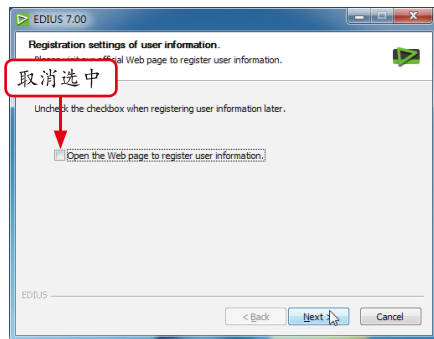 EDIUS 7.00
Registration settings of user information.
Please visit our official Web page to register user information.
取消选中
Uncheck the checkbox when registering user information later.
Open the Web page to register user information.
EDIUS
< Back
Next >
Cancel